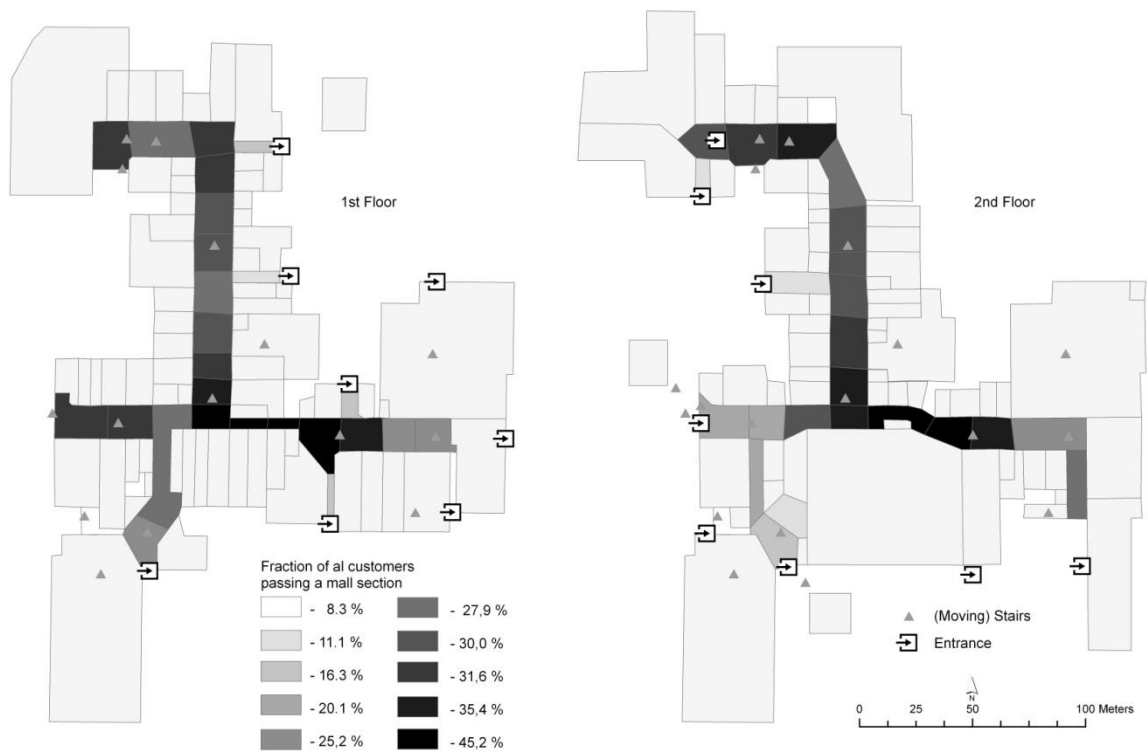 1st Floor
2nd Floor
Fraction of al customers
passing a mall section
- 8.3 %
- 11.1 %
- 16.3 %
- 20.1 %
- 25,2 %
- 27,9 %
- 30,0 %
- 31,6 %
- 35,4 %
- 45,2 %
(Moving) Stairs
Entrance
N
0 25 50 100 Meters